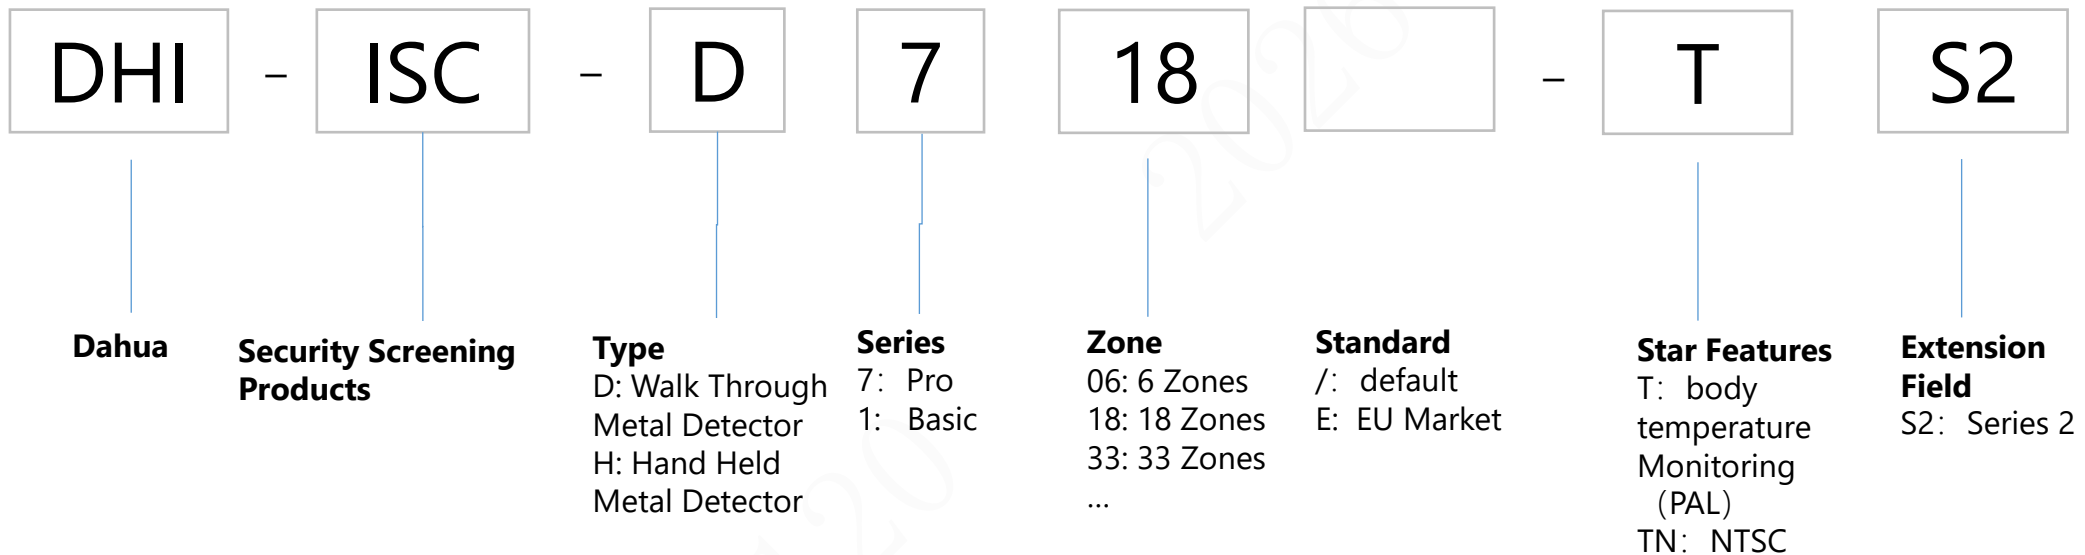 DHI - ISC - D 7 18 - T S2
Dahua
Security Screening
Products
Type
D: Walk Through
Metal Detector
H: Hand Held
Metal Detector
Series
7： Pro
1: Basic
Zone
06: 6 Zones
18: 18 Zones
33: 33 Zones
...
Standard
/: default
E: EU Market
Star Features
T： body
temperature
Monitoring
（PAL）
TN： NTSC
Extension
Field
S2： Series 2